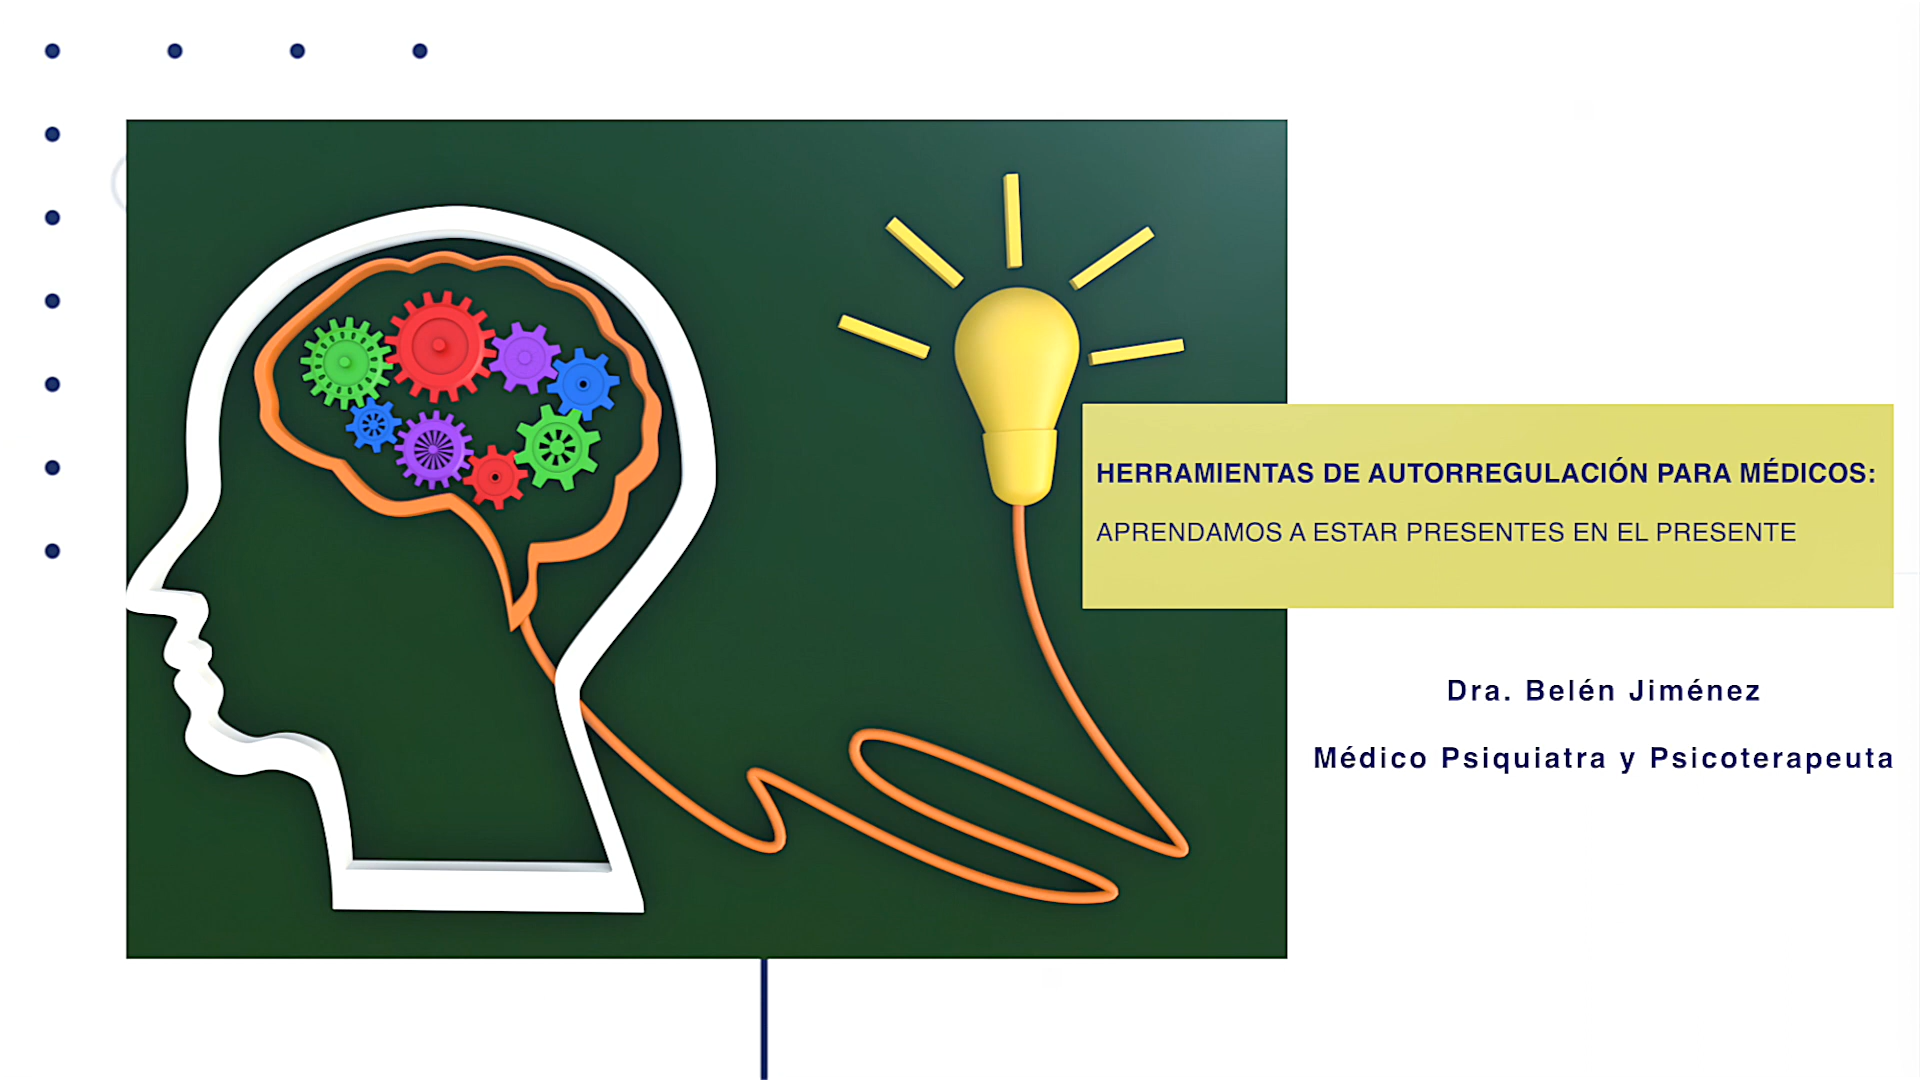 HERRAMIENTAS DE AUTORREGULACIÓN PARA MÉDICOS:
APRENDAMOS A ESTAR PRESENTES EN EL PRESENTE
Dra. Belén Jiménez
Médico Psiquiatra y Psicoterapeuta